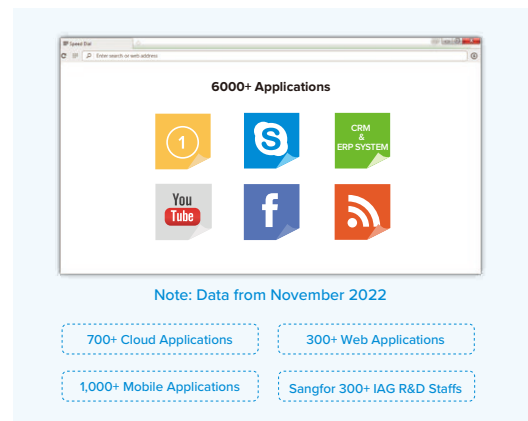 Speed Dial
Enter search or web address
6000+ Applications
1
S
CRM
&
ERP SYSTEM
You
Tube
f
Note: Data from November 2022
700+ Cloud Applications
300+ Web Applications
1,000+ Mobile Applications
Sangfor 300+ IAG R&D Staffs